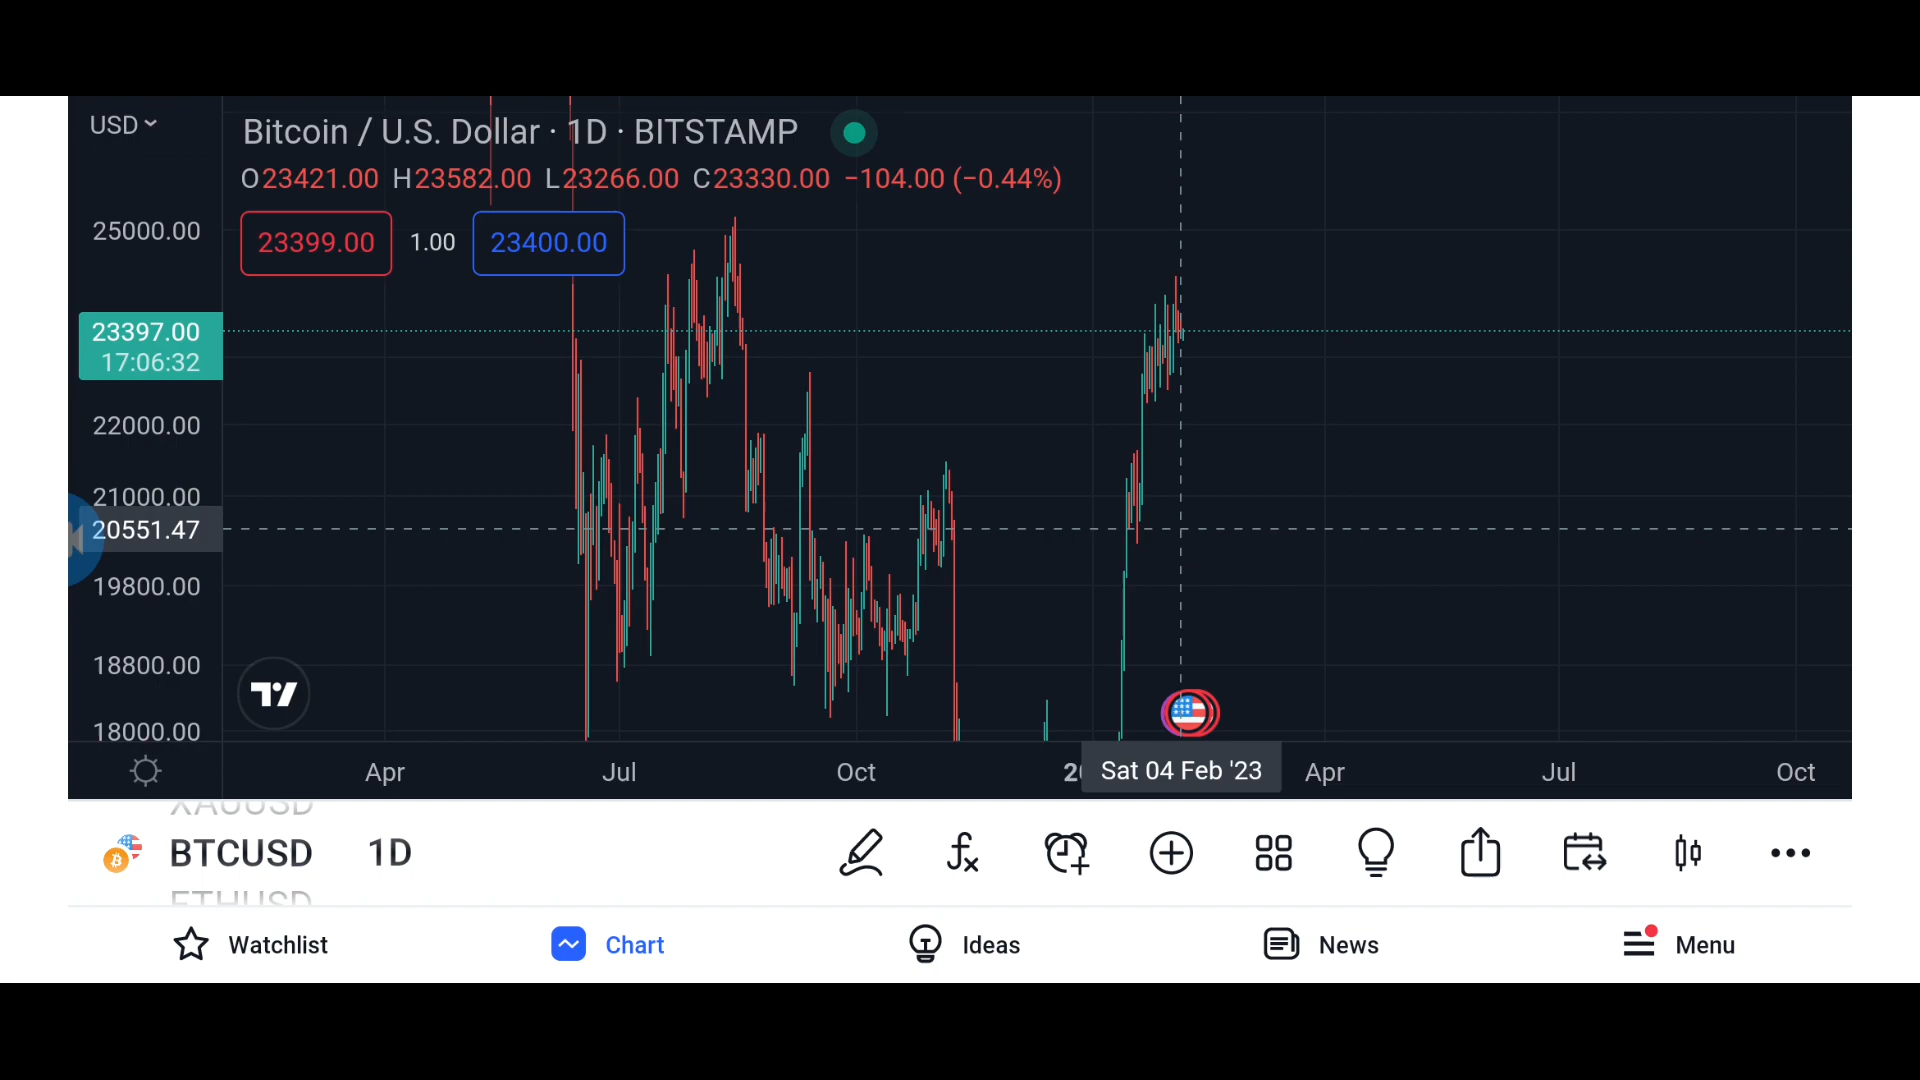 USD
Bitcoin / U.S. Dollar · 1D · BITSTAMP
O23421.00 H23582.00 L23266.00 C23330.00 −104.00 (−0.44%)
23399.00 1.00 23400.00
25000.00
23397.00
17:06:32
22000.00
21000.00
20551.47
19800.00
18800.00
18000.00
Apr Jul Oct Sat 04 Feb '23 Apr Jul Oct
XAUUSD
BTCUSD 1D
ETHUSD
Watchlist Chart Ideas News Menu